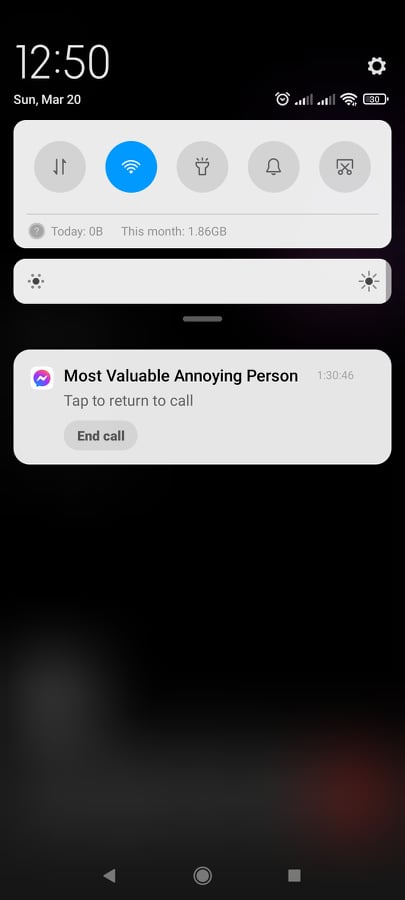 12:50
Sun, Mar 20
30
Today: 0B This month: 1.86GB
Most Valuable Annoying Person 1:30:46
Tap to return to call
End call